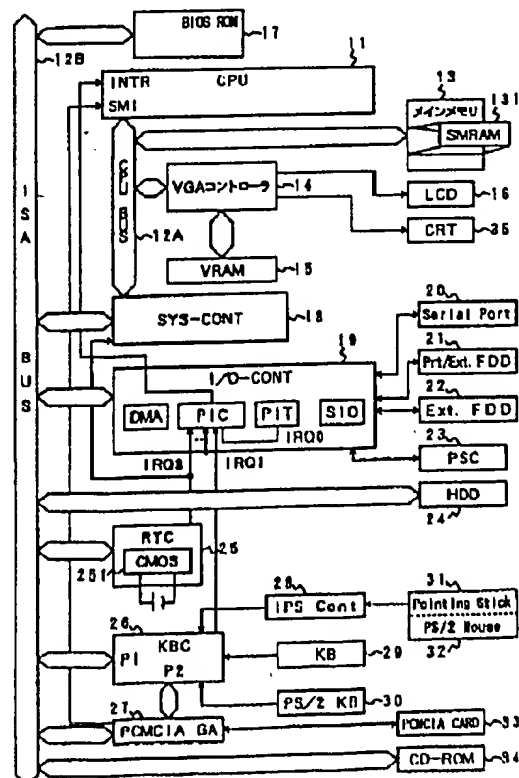 BIOS ROM
17
12B
11
INTR
CPU
SMI
13
131
メインメモリ
SMRAM
CPU BUS
12A
VGAコントローラ
14
LCD
16
CRT
35
VRAM
15
ISA BUS
SYS-CONT
18
19
I/O-CONT
DMA
PIC
PIT
SIO
IRQ0
IRQ8
IRQ1
20
Serial Port
21
Prt/Ext. FDD
22
Ext. FDD
23
PSC
HDD
24
RTC
CMOS
25
251
28
IPS Cont
31
Pointing Stick
PS/2 Mouse
32
26
KBC
P1
P2
KB
29
PS/2 KB
30
27
PCMCIA GA
PCMCIA CARD
33
CD-ROM
34